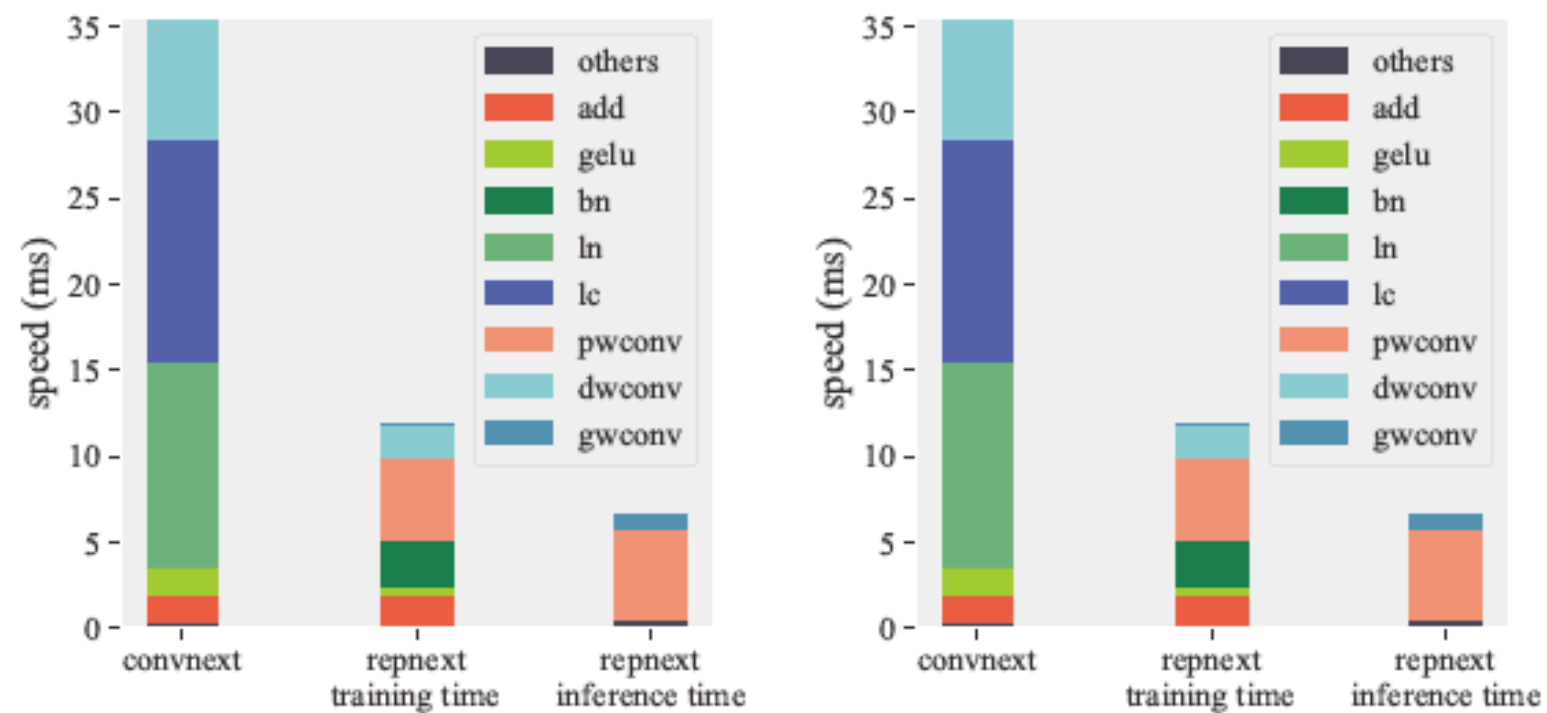 35
30
25
20
15
10
5
0
speed (ms)
others
add
gelu
bn
ln
lc
pwconv
dwconv
gwconv
convnext
repnext
training time
repnext
inference time
35
30
25
20
15
10
5
0
speed (ms)
others
add
gelu
bn
ln
lc
pwconv
dwconv
gwconv
convnext
repnext
training time
repnext
inference time